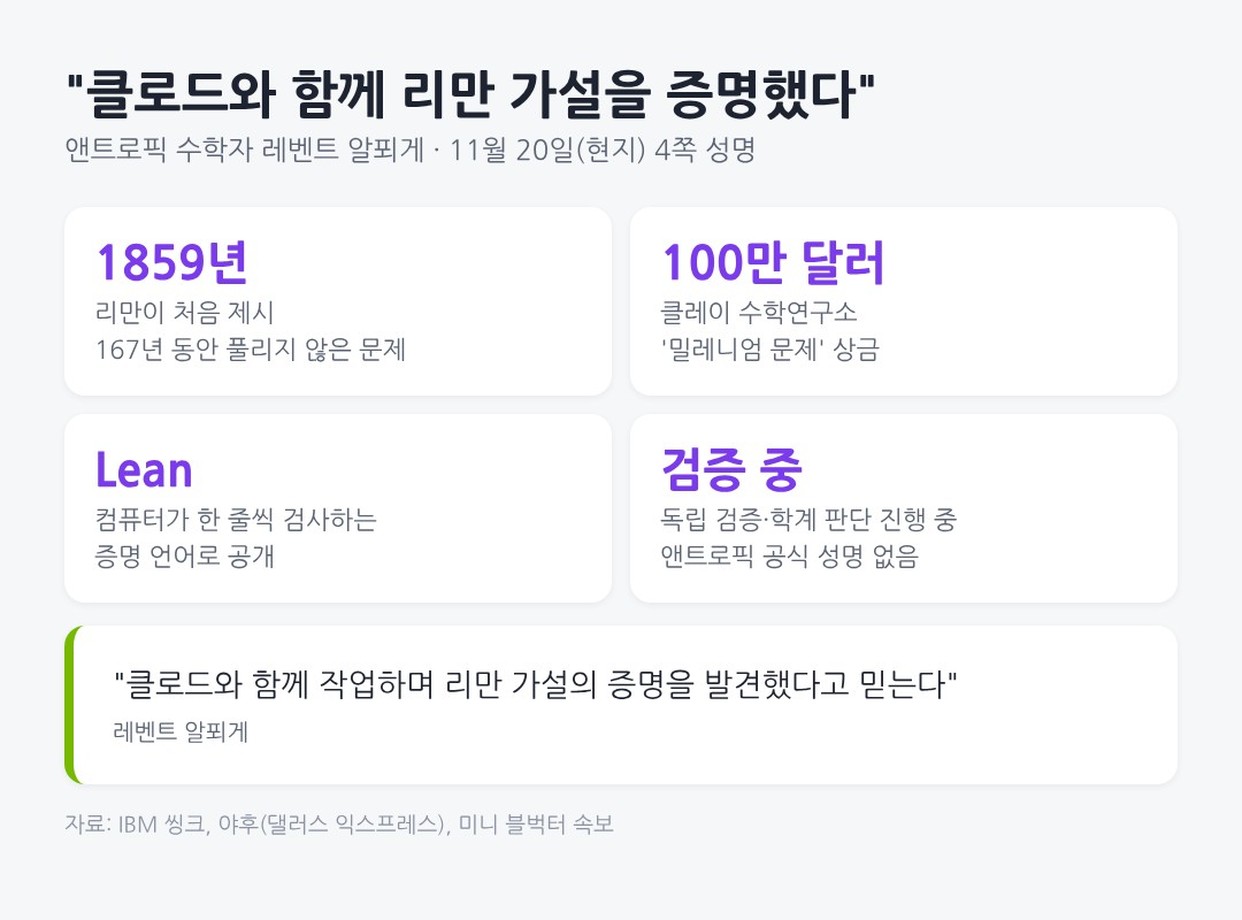 "클로드와 함께 리만 가설을 증명했다"
앤트로픽 수학자 레벤트 알푀게 · 11월 20일(현지) 4쪽 성명
1859년
리만이 처음 제시
167년 동안 풀리지 않은 문제
100만 달러
클레이 수학연구소
'밀레니엄 문제' 상금
Lean
컴퓨터가 한 줄씩 검사하는
증명 언어로 공개
검증 중
독립 검증·학계 판단 진행 중
앤트로픽 공식 성명 없음
"클로드와 함께 작업하며 리만 가설의 증명을 발견했다고 믿는다"
레벤트 알푀게
자료: IBM 씽크, 야후(댈러스 익스프레스), 미니 블벅터 속보